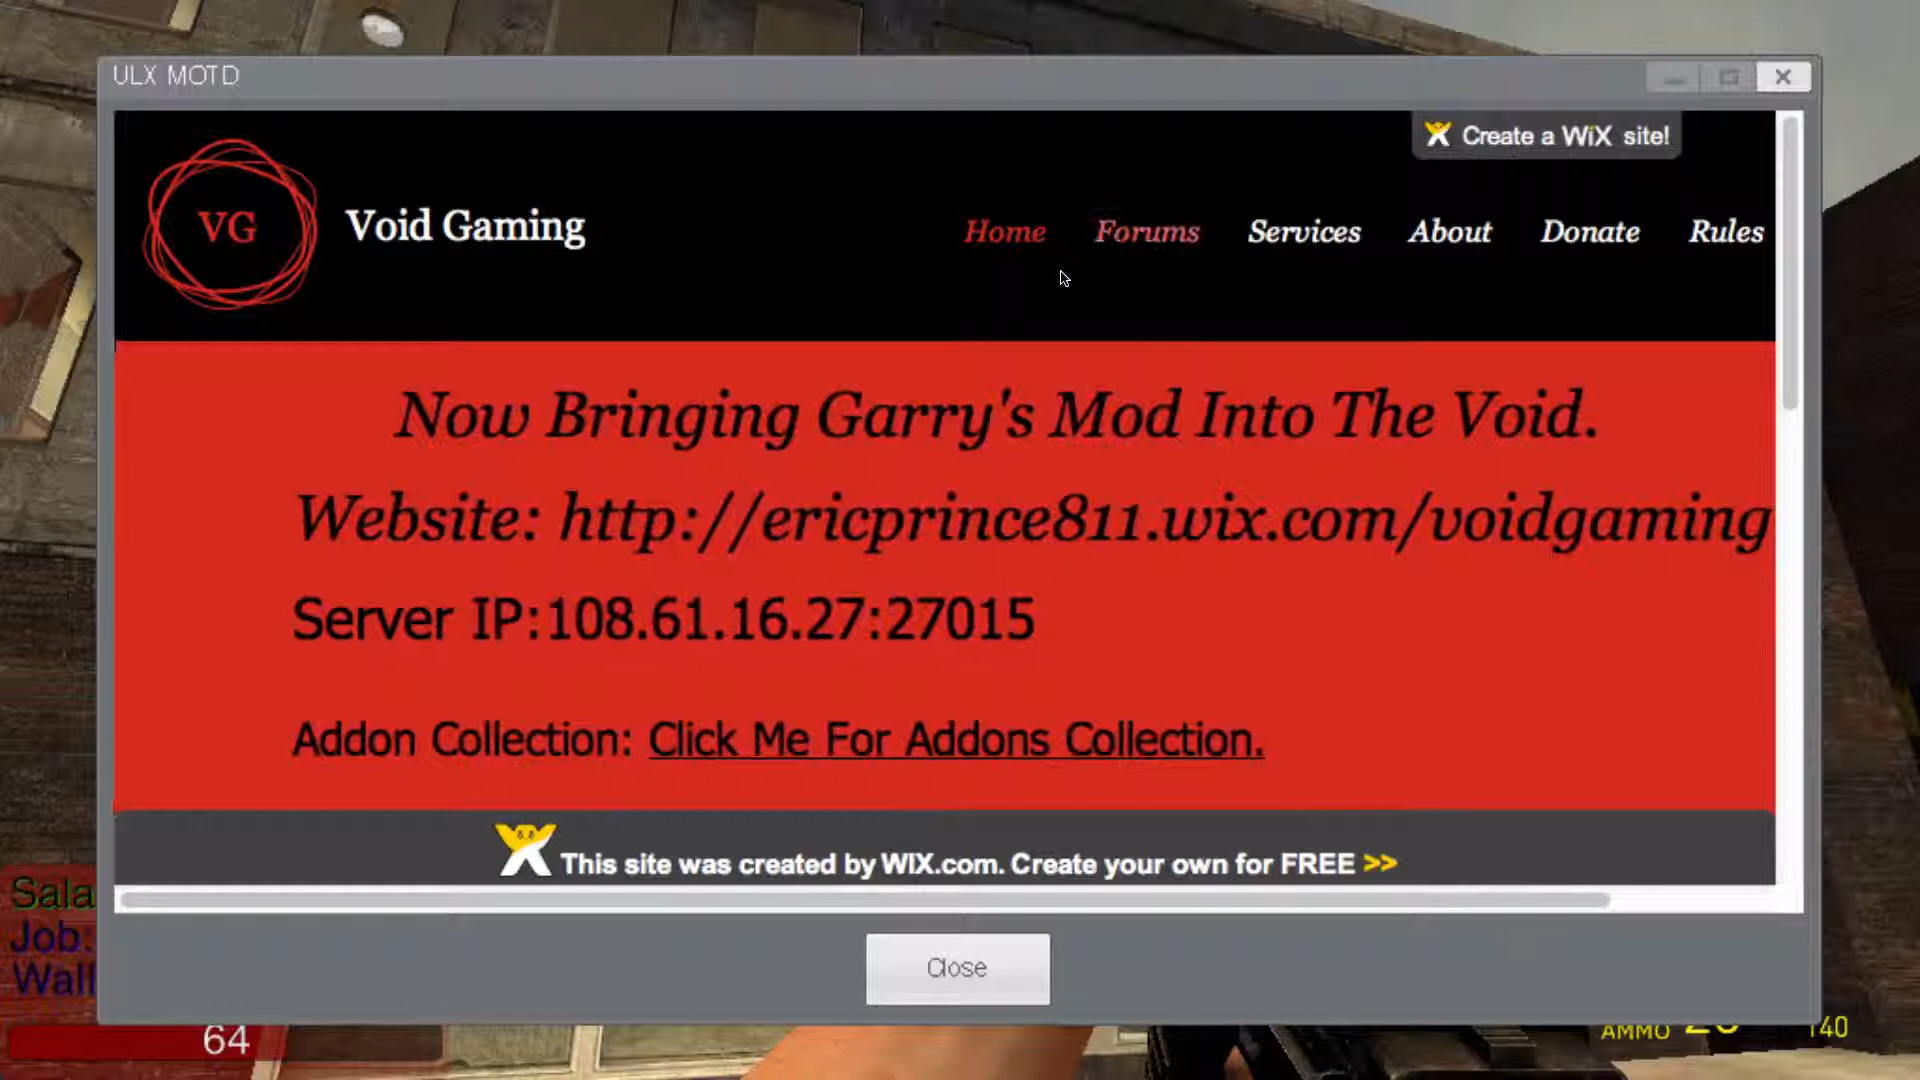 ULX MOTD
Create a WiX site!
VG
Void Gaming
Home Forums Services About Donate Rules
Now Bringing Garry's Mod Into The Void.
Website: http://ericprince811.wix.com/voidgaming
Server IP:108.61.16.27:27015
Addon Collection: Click Me For Addons Collection.
This site was created by WIX.com. Create your own for FREE >>
Close
Sala
Job:
Wall
64
AMMO 140